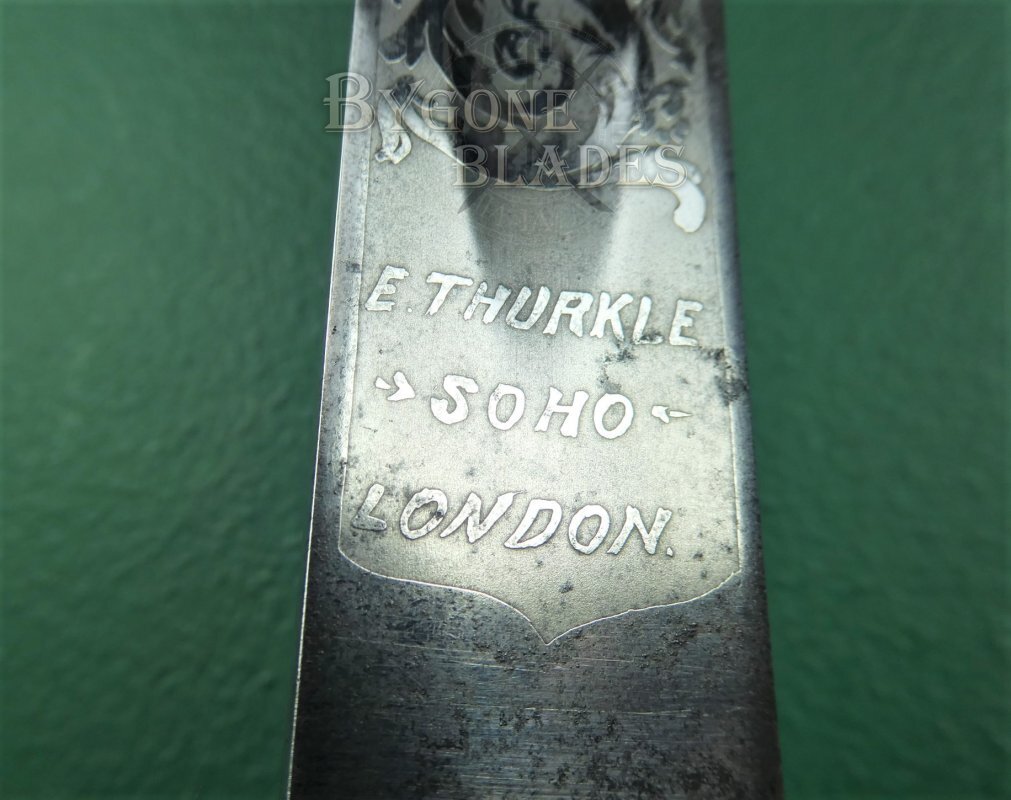 BYGONE
BLADES
E. THURKLE
SOHO
LONDON.